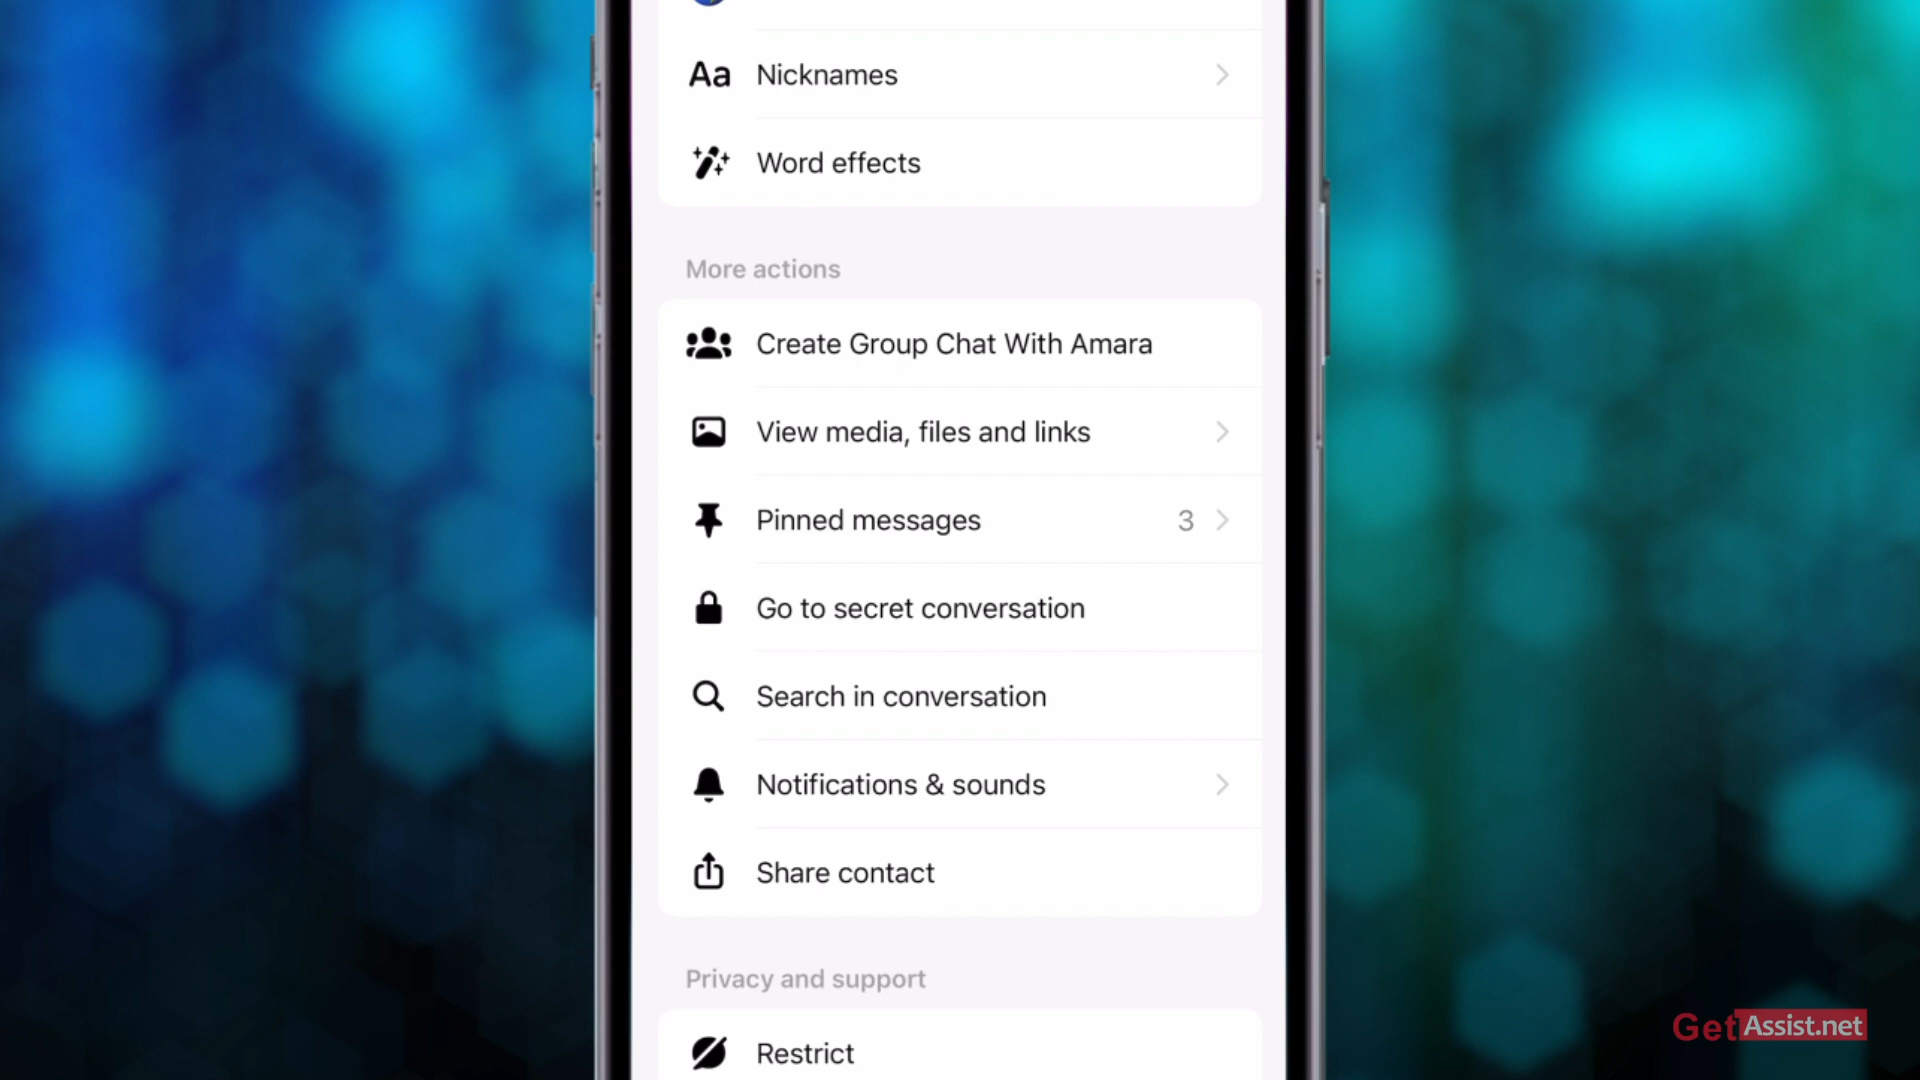 Aa Nicknames
Word effects
More actions
Create Group Chat With Amara
View media, files and links
Pinned messages 3
Go to secret conversation
Search in conversation
Notifications & sounds
Share contact
Privacy and support
Restrict
GetAssist.net